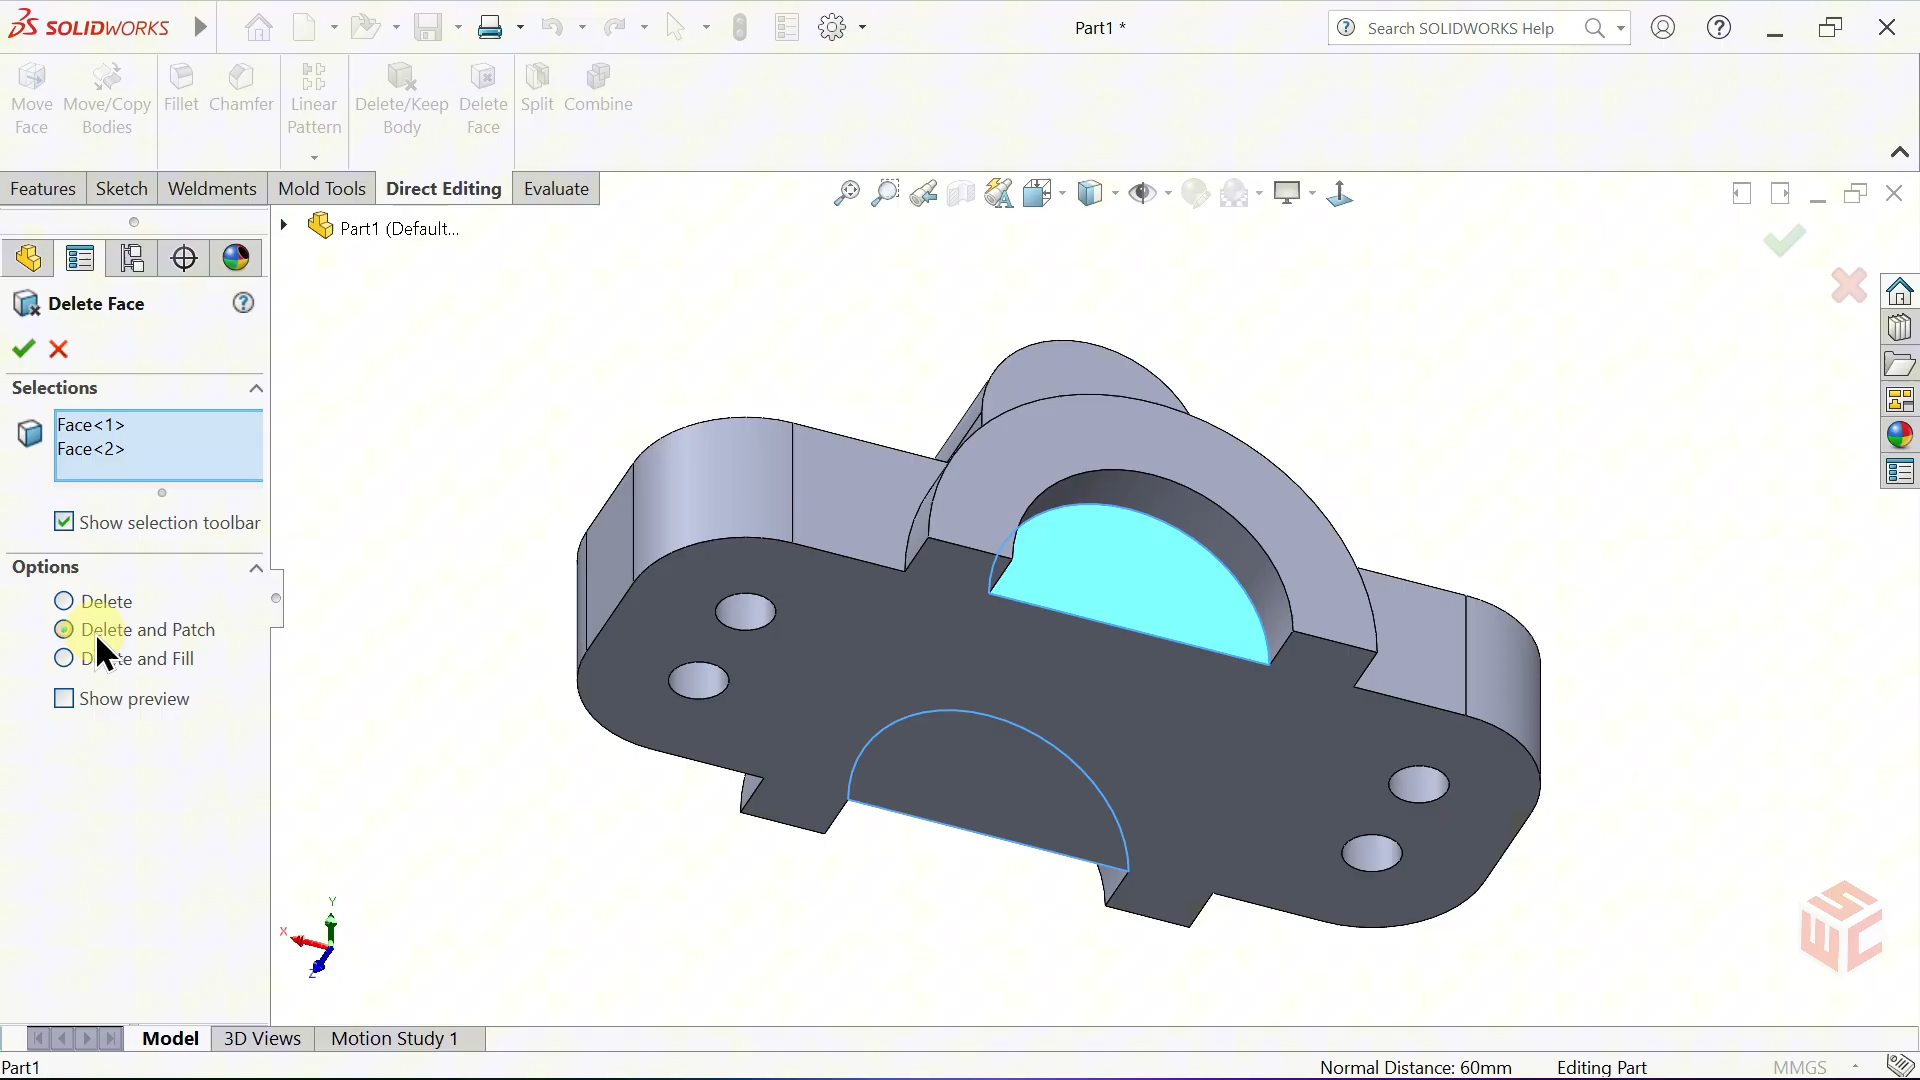 SOLIDWORKS
Part1 *
Search SOLIDWORKS Help
Move Face
Move/Copy Bodies
Fillet
Chamfer
Linear Pattern
Delete/Keep Body
Delete Face
Split
Combine
Features
Sketch
Weldments
Mold Tools
Direct Editing
Evaluate
Part1 (Default...
Delete Face
Selections
Face<1>
Face<2>
Show selection toolbar
Options
Delete
Delete and Patch
and Fill
Show preview
Y
X
Z
SWC
Model
3D Views
Motion Study 1
Part1
Normal Distance: 60mm
Editing Part
MMGS